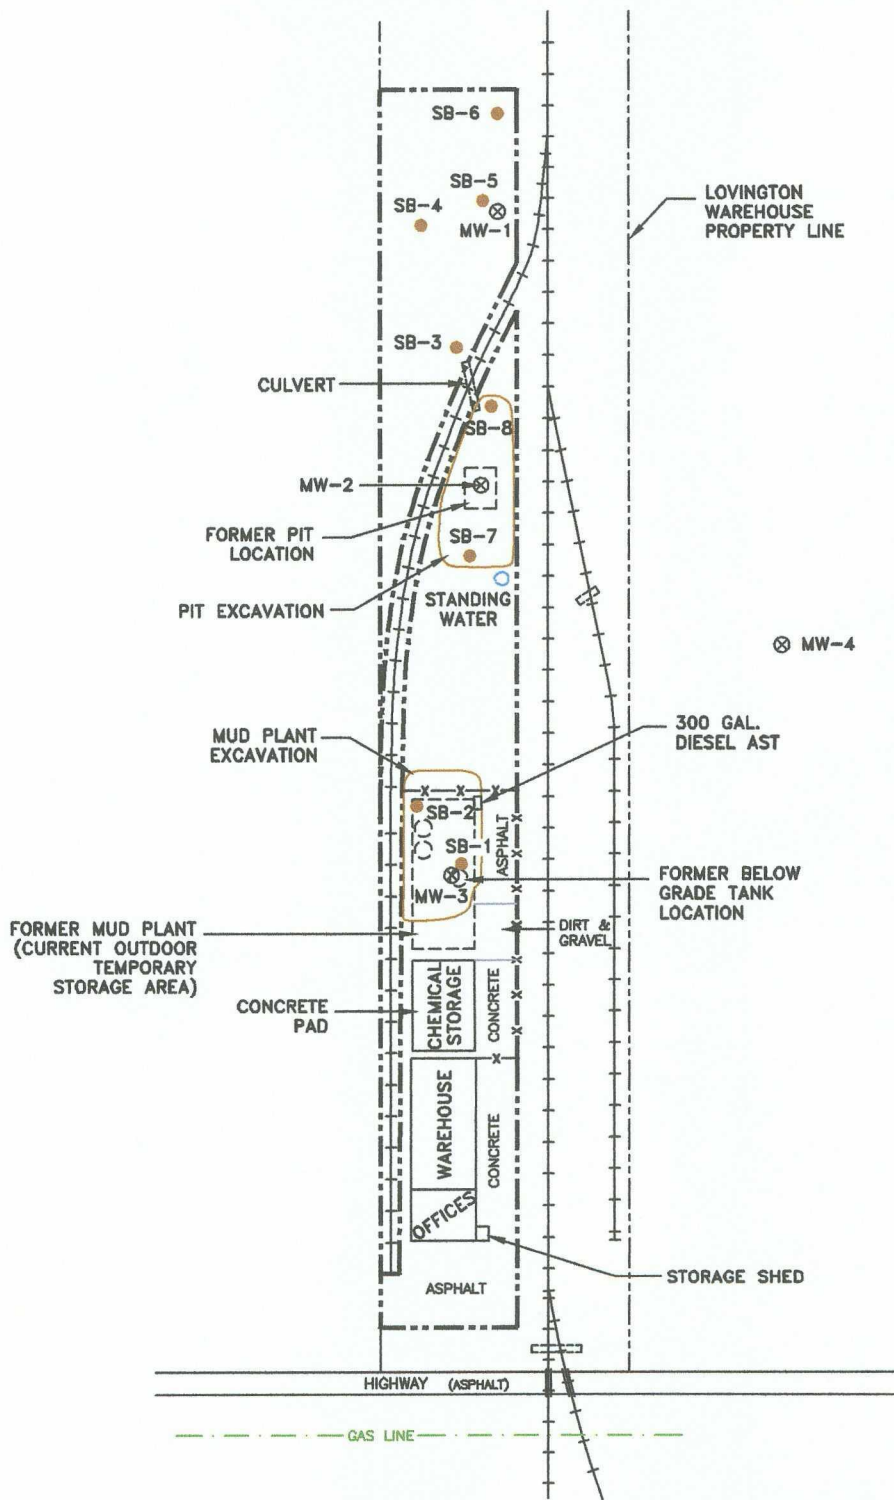 SB-6
SB-5
SB-4
MW-1
LOVINGTON
WAREHOUSE
PROPERTY LINE
SB-3
CULVERT
SB-8
MW-2
FORMER PIT
LOCATION
SB-7
PIT EXCAVATION
STANDING
WATER
MW-4
MUD PLANT
EXCAVATION
300 GAL.
DIESEL AST
SB-2
ASPHALT
SB-1
MW-3
FORMER BELOW
GRADE TANK
LOCATION
FORMER MUD PLANT
(CURRENT OUTDOOR
TEMPORARY
STORAGE AREA)
DIRT &
GRAVEL
CONCRETE
PAD
CHEMICAL
STORAGE
CONCRETE
WAREHOUSE
CONCRETE
OFFICES
STORAGE SHED
ASPHALT
HIGHWAY (ASPHALT)
GAS LINE